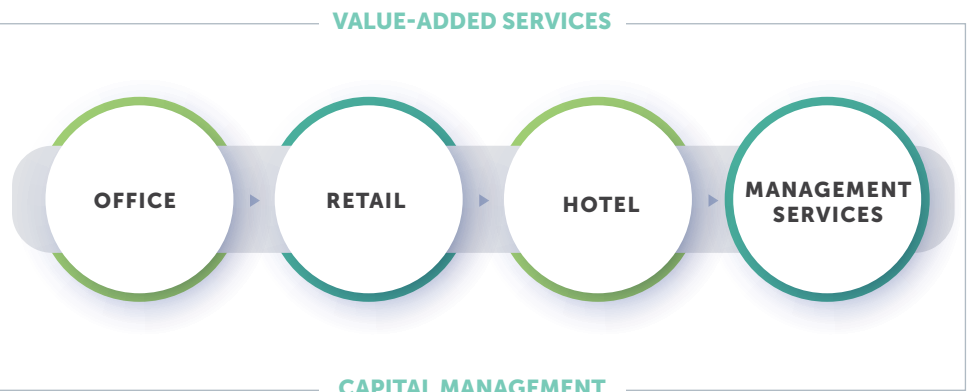 VALUE-ADDED SERVICES
OFFICE
RETAIL
HOTEL
MANAGEMENT
SERVICES
CAPITAL MANAGEMENT